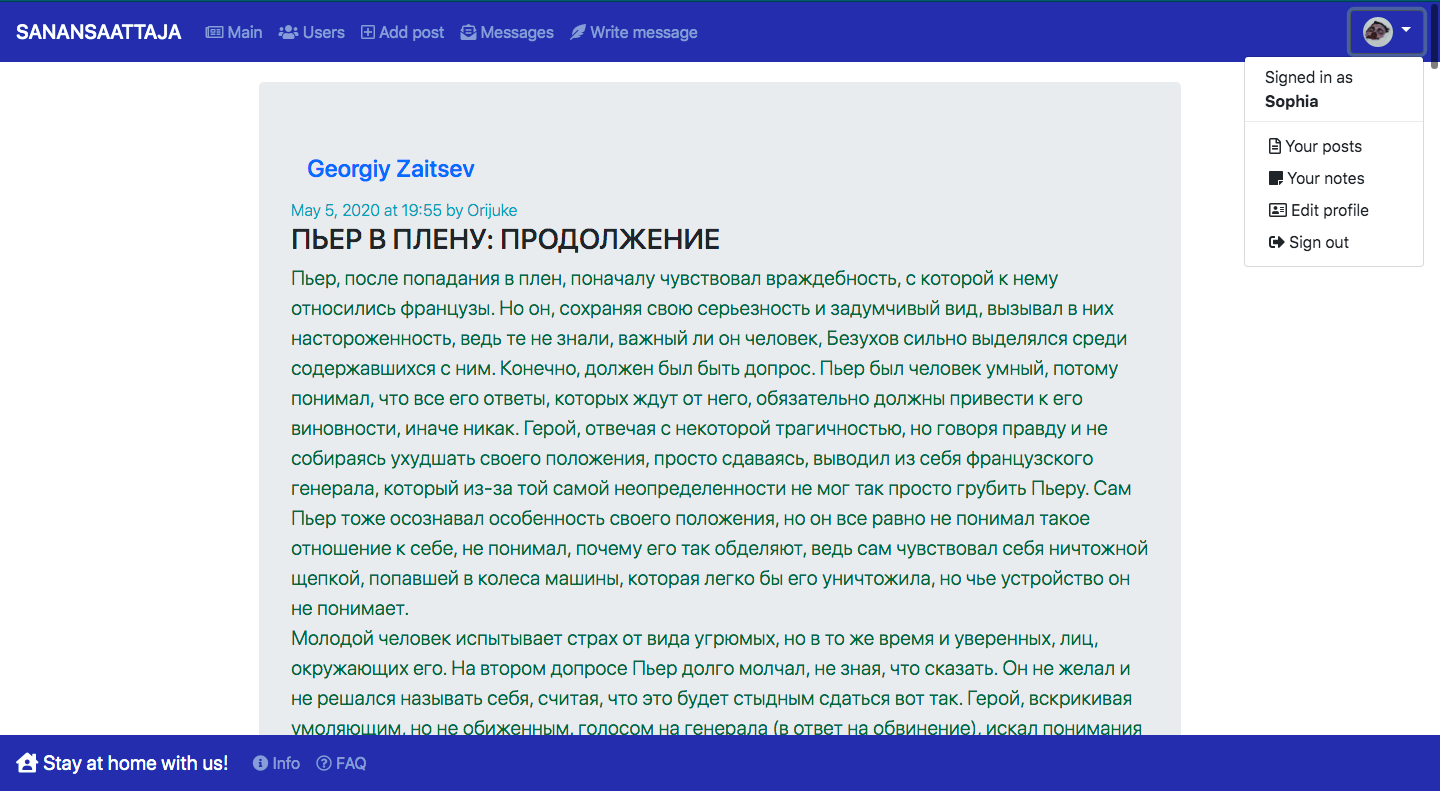 SANANSAATTAJA Main Users Add post Messages Write message
Signed in as
Sophia
Your posts
Your notes
Edit profile
Sign out
Georgiy Zaitsev
May 5, 2020 at 19:55 by Orijuke
ПЬЕР В ПЛЕНУ: ПРОДОЛЖЕНИЕ
Пьер, после попадания в плен, поначалу чувствовал враждебность, с которой к нему
относились французы. Но он, сохраняя свою серьезность и задумчивый вид, вызывал в них
настороженность, ведь те не знали, важный ли он человек, Безухов сильно выделялся среди
содержавшихся с ним. Конечно, должен был быть допрос. Пьер был человек умный, потому
понимал, что все его ответы, которых ждут от него, обязательно должны привести к его
виновности, иначе никак. Герой, отвечая с некоторой трагичностью, но говоря правду и не
собираясь ухудшать своего положения, просто сдаваясь, выводил из себя французского
генерала, который из-за той самой неопределенности не мог так просто грубить Пьеру. Сам
Пьер тоже осознавал особенность своего положения, но он все равно не понимал такое
отношение к себе, не понимал, почему его так обделяют, ведь сам чувствовал себя ничтожной
щепкой, попавшей в колеса машины, которая легко бы его уничтожила, но чье устройство он
не понимает.
Молодой человек испытывает страх от вида угрюмых, но в то же время и уверенных, лиц,
окружающих его. На втором допросе Пьер долго молчал, не зная, что сказать. Он не желал и
не решался называть себя, считая, что это будет стыдным сдаться вот так. Герой, вскрикивая
умоляющим, но не обиженным, голосом на генерала (в ответ на обвинение), искал понимания
Stay at home with us! Info FAQ